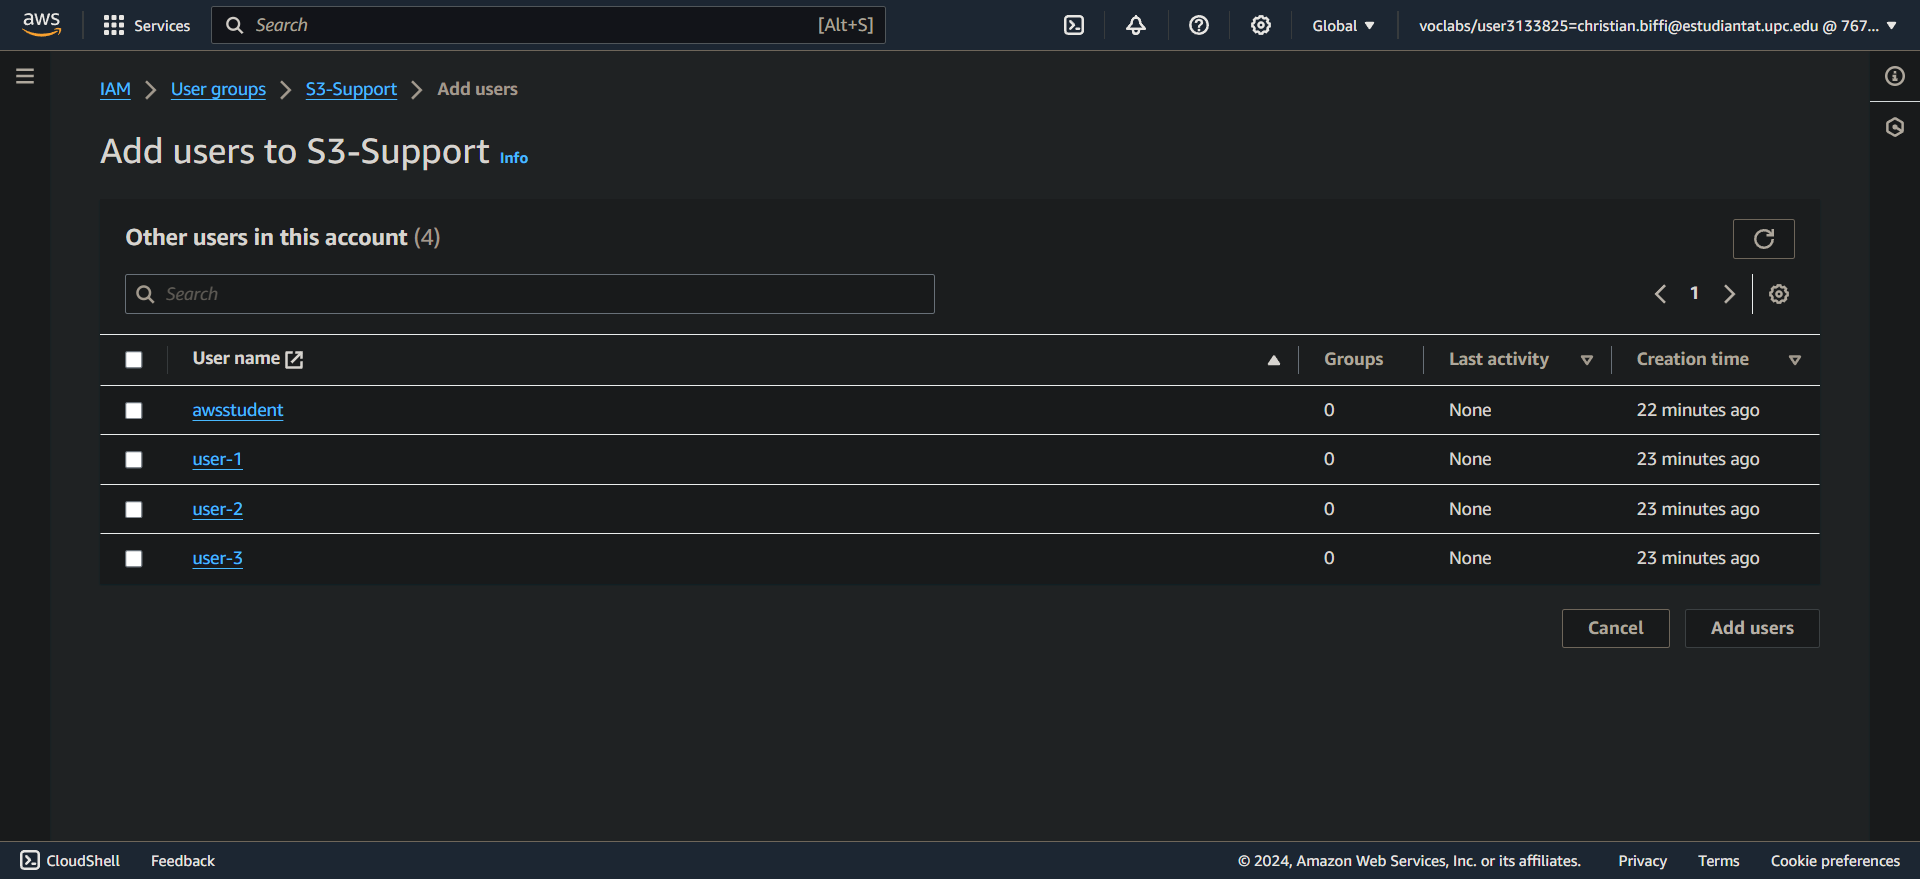 aws Services Search [Alt+S] Global voclabs/user3133825=christian.biffi@estudiantat.upc.edu @ 767...
IAM User groups S3-Support Add users
Add users to S3-Support Info
Other users in this account (4)
Search
1
User name Groups Last activity Creation time
awsstudent 0 None 22 minutes ago
user-1 0 None 23 minutes ago
user-2 0 None 23 minutes ago
user-3 0 None 23 minutes ago
Cancel Add users
CloudShell Feedback © 2024, Amazon Web Services, Inc. or its affiliates. Privacy Terms Cookie preferences